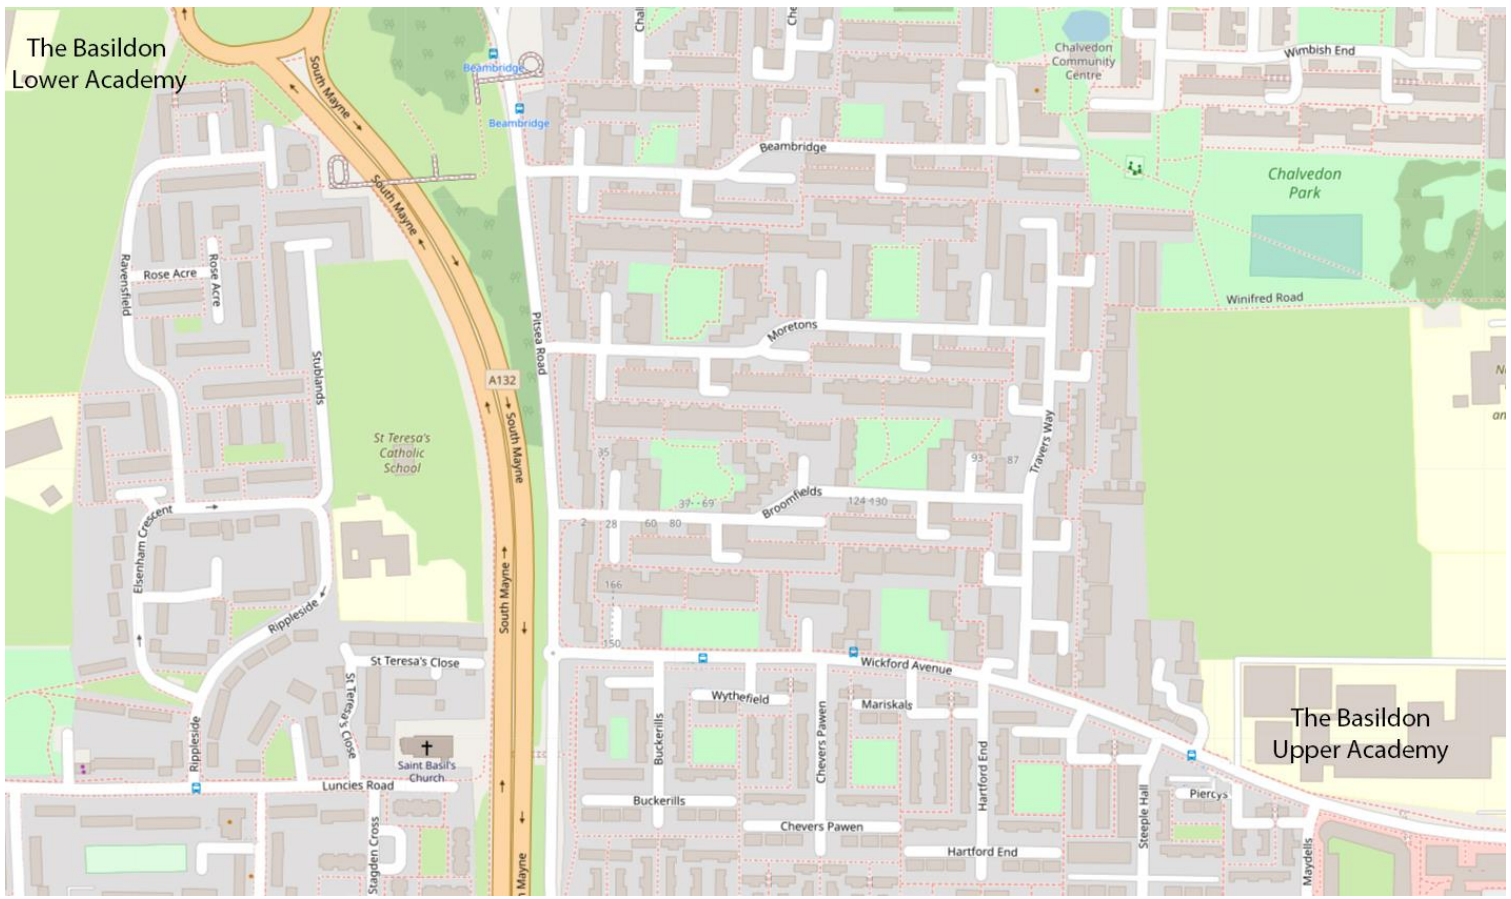 The Basildon
Lower Academy
South Mayne
Beambridge
Beambridge
Chal
Che
Chalvedon
Community
Centre
Wimbish End
Beambridge
South Mayne
Chalvedon
Park
Ravensfield
Rose Acre
Rose Acre
Winifred Road
Pitsea Road
Moretons
Stublands
A132
South Mayne
St Teresa's
Catholic
School
Travers Way
35
93
87
37 - 69
Broomfields
124-130
2
28
60
80
Elsenham Crescent
South Mayne
166
Rippleside
150
St Teresa's Close
Wickford Avenue
St Teresa's Close
Wythefield
Mariskals
Rippleside
Buckerills
Chevers Pawen
Hartford End
The Basildon
Upper Academy
Saint Basil's
Church
Luncies Road
Buckerills
Piercys
Steeple Hall
Chevers Pawen
Stagden Cross
Hartford End
Maydells
n Mayne
N
an